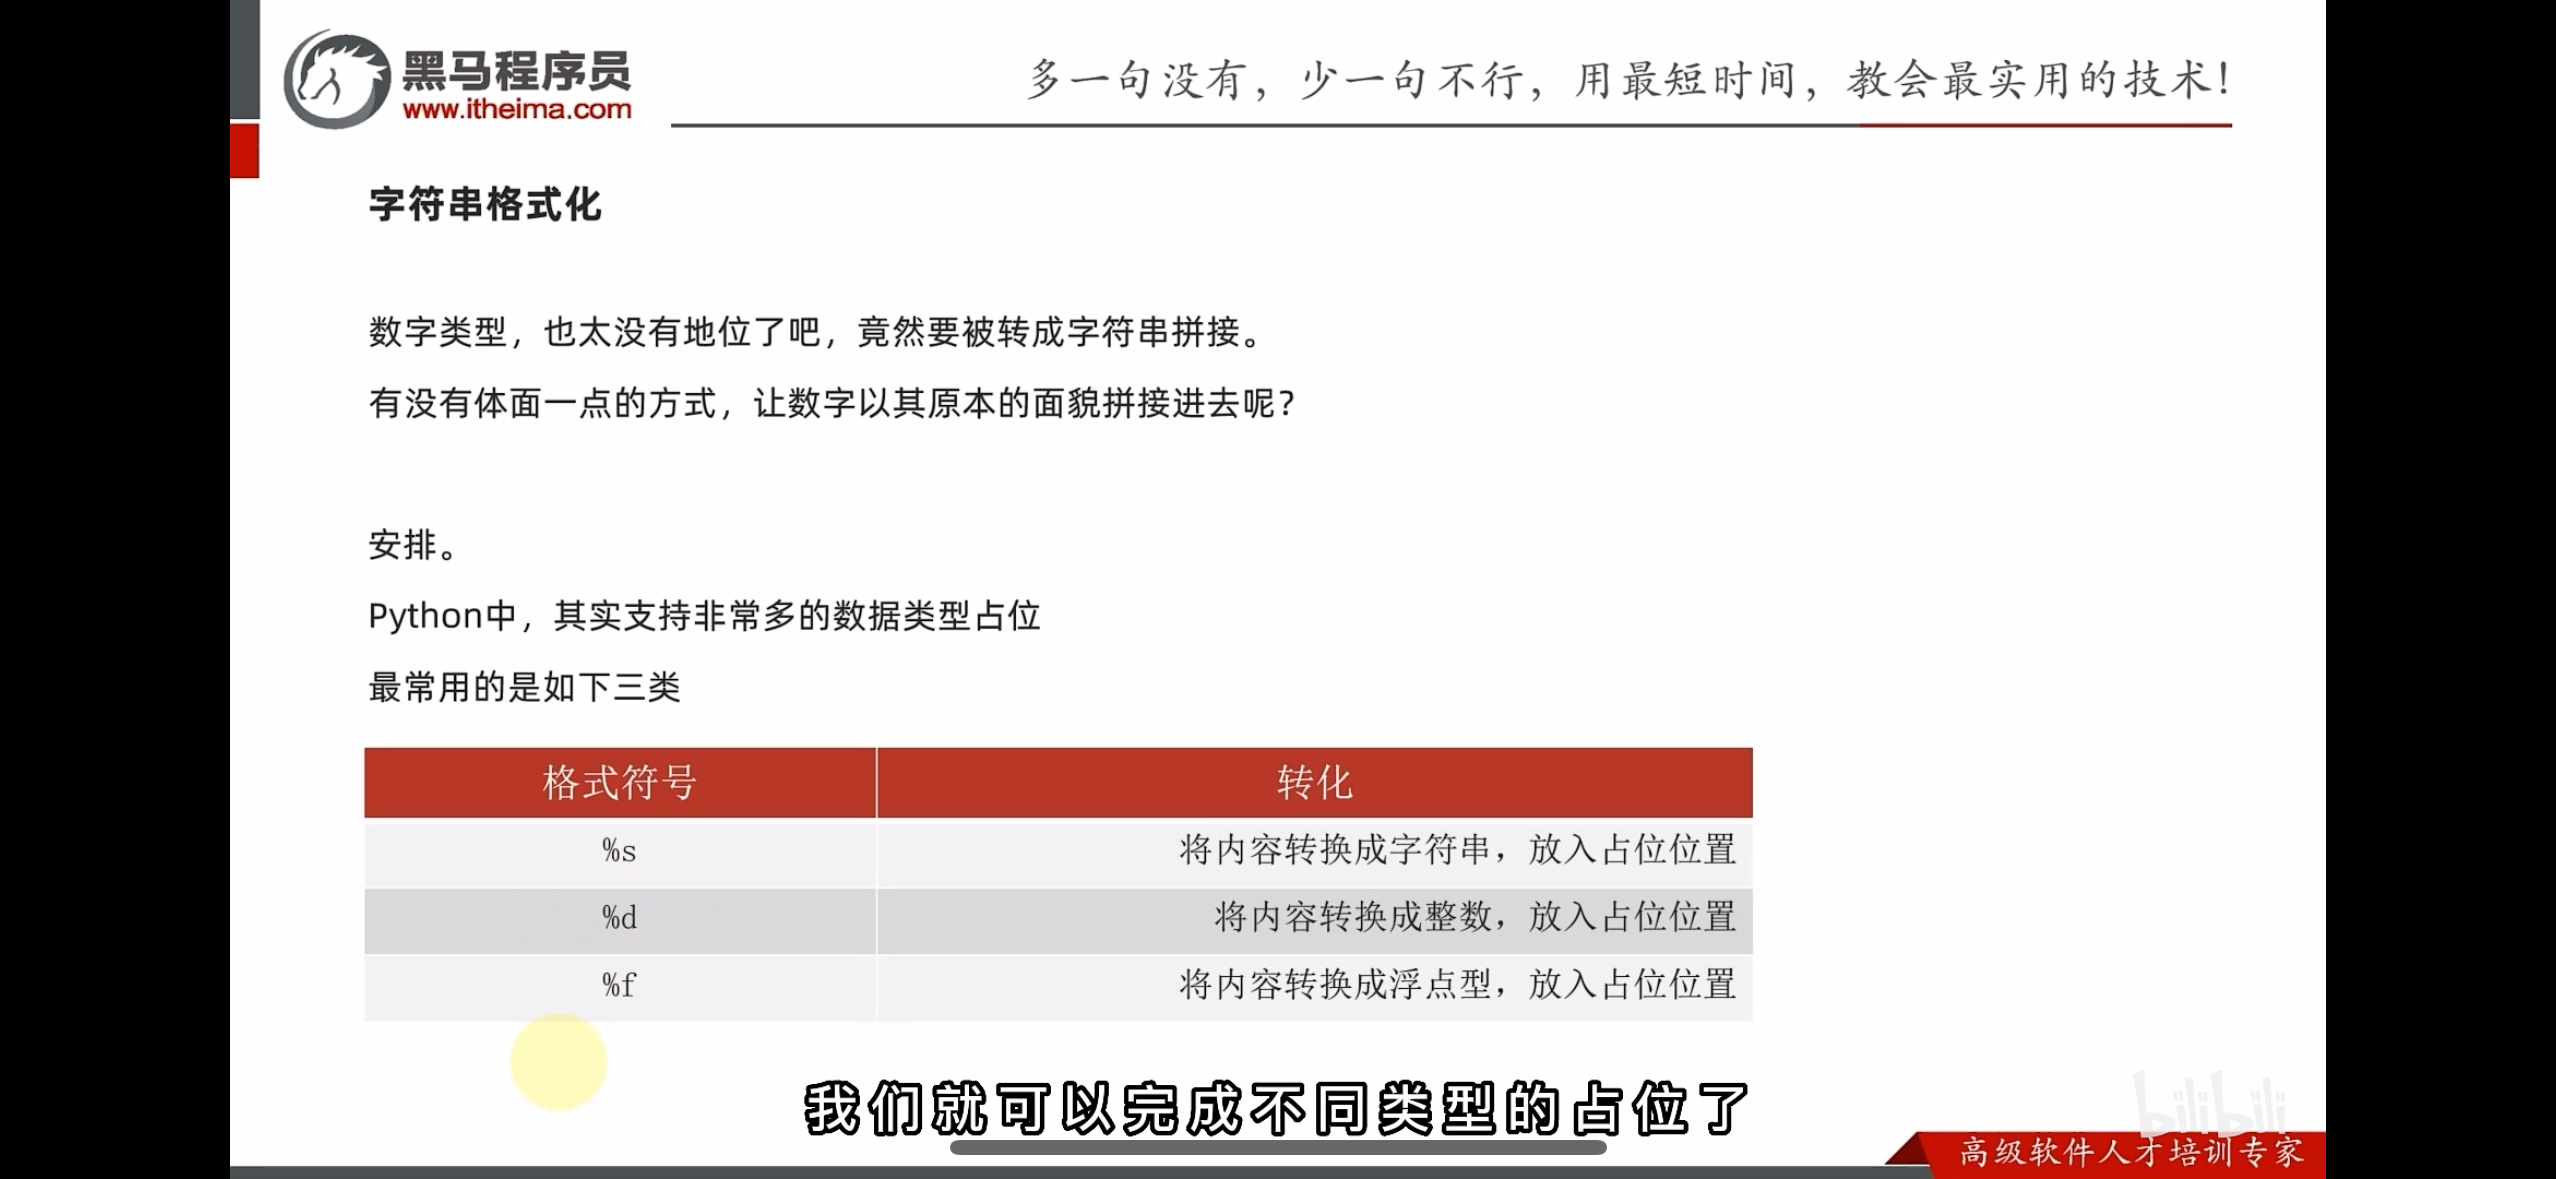 黑马程序员
www.itheima.com
多一句没有，少一句不行，用最短时间，教会最实用的技术！
字符串格式化
数字类型，也太没有地位了吧，竟然要被转成字符串拼接。
有没有体面一点的方式，让数字以其原本的面貌拼接进去呢？
安排。
Python中，其实支持非常多的数据类型占位
最常用的是如下三类
格式符号 转化
%s 将内容转换成字符串，放入占位位置
%d 将内容转换成整数，放入占位位置
%f 将内容转换成浮点型，放入占位位置
我们就可以完成不同类型的占位了
bilibili
高级软件人才培训专家